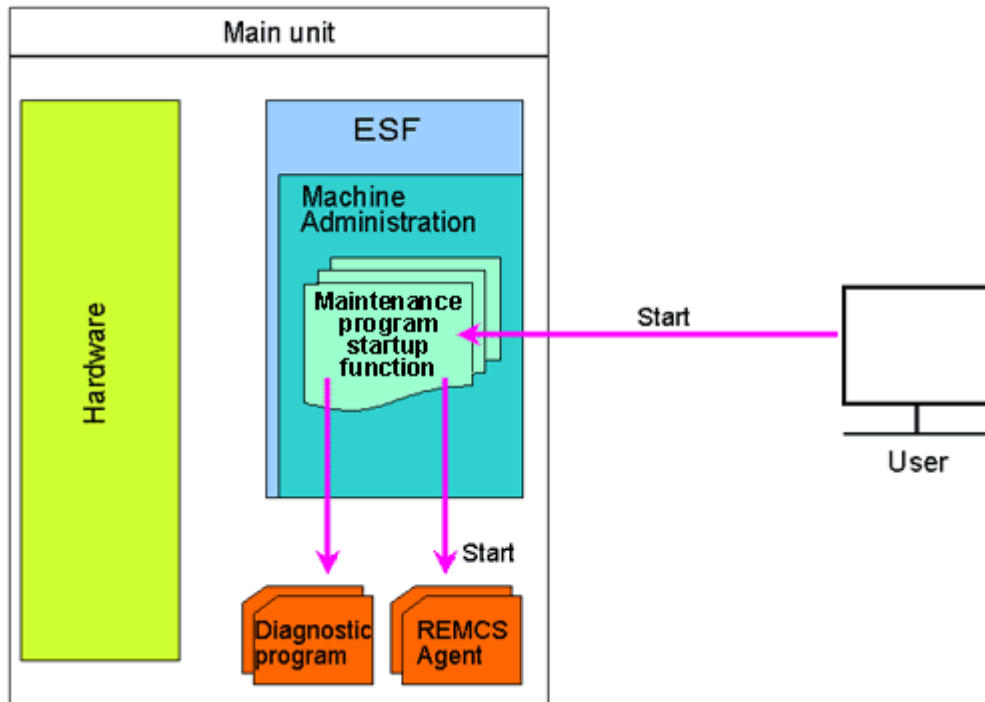 Main unit
Hardware
ESF
Machine
Administration
Maintenance
program
startup
function
Start
User
Start
Diagnostic
program
REMCS
Agent